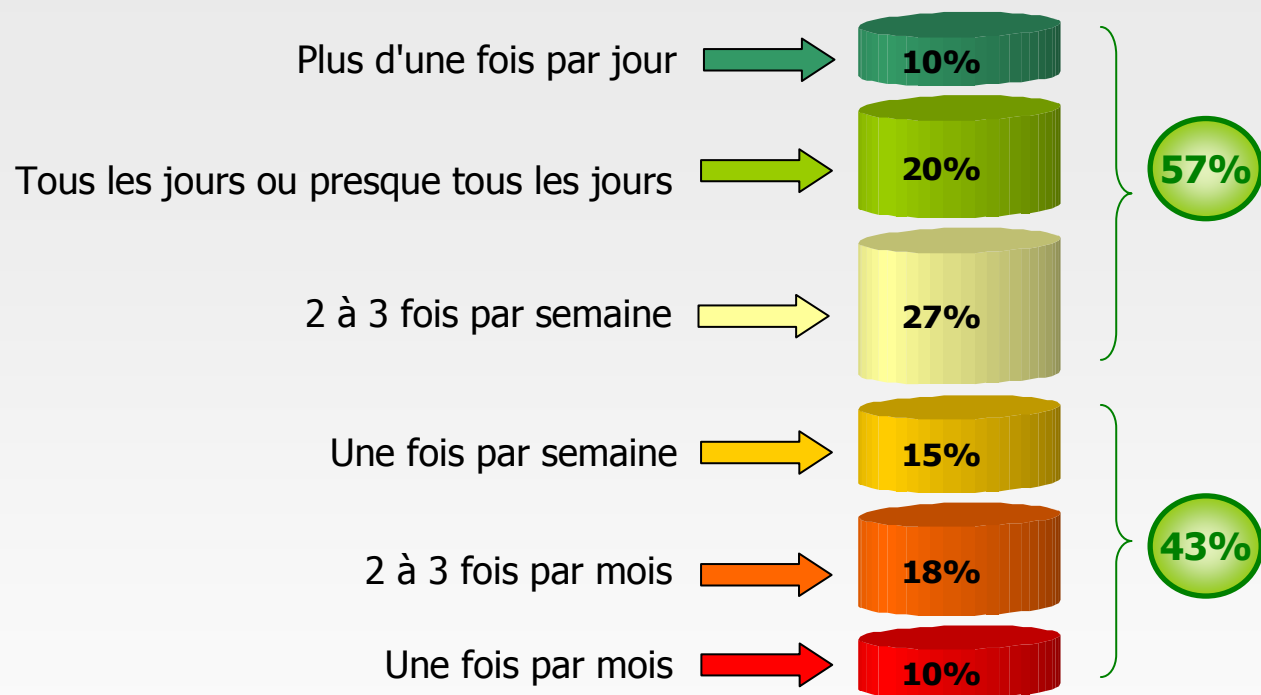 Plus d'une fois par jour
10%
Tous les jours ou presque tous les jours
20%
57%
2 à 3 fois par semaine
27%
Une fois par semaine
15%
2 à 3 fois par mois
18%
43%
Une fois par mois
10%